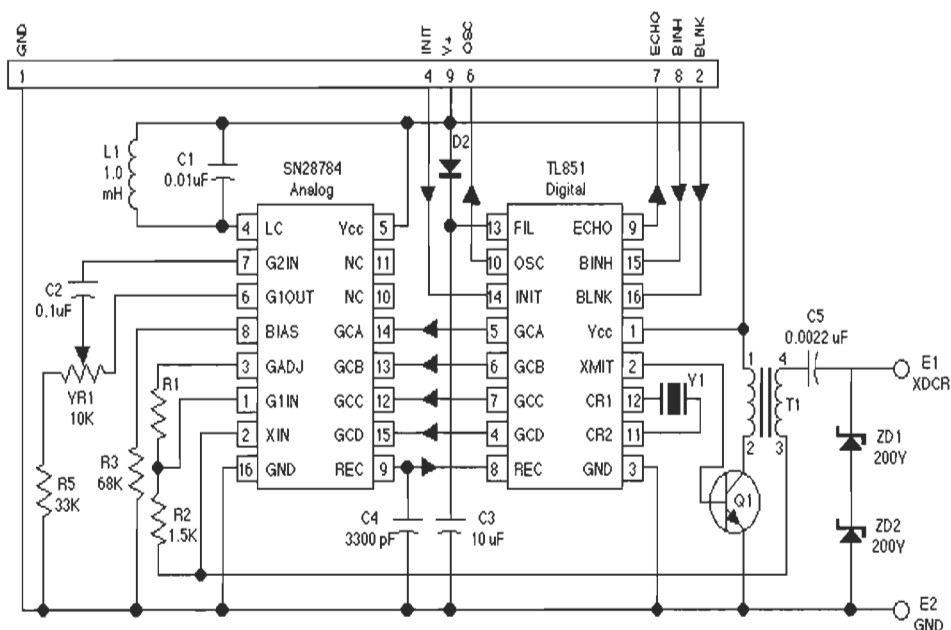 GND
INIT
V+
OSC
ECHO
BINH
BLNK
1
4
9
6
7
8
2
L1
1.0
mH
C1
0.01uF
SN28784
Analog
D2
TL851
Digital
4 LC Ycc 5
7 G2IN NC 11
6 G1OUT NC 10
8 BIAS GCA 14
3 GADJ GCB 13
1 G1IN GCC 12
2 XIN GCD 15
16 GND REC 9
13 FIL ECHO 9
10 OSC BINH 15
14 INIT BLNK 16
5 GCA Ycc 1
6 GCB XMIT 2
7 GCC CR1 12
4 GCD CR2 11
8 REC GND 3
C2
0.1uF
YR1
10K
R1
R3
68K
R5
33K
R2
1.5K
C4
3300 pF
C3
10 uF
Y1
Q1
1
4
2
3
T1
C5
0.0022 uF
E1
XDCR
ZD1
200Y
ZD2
200Y
E2
GND